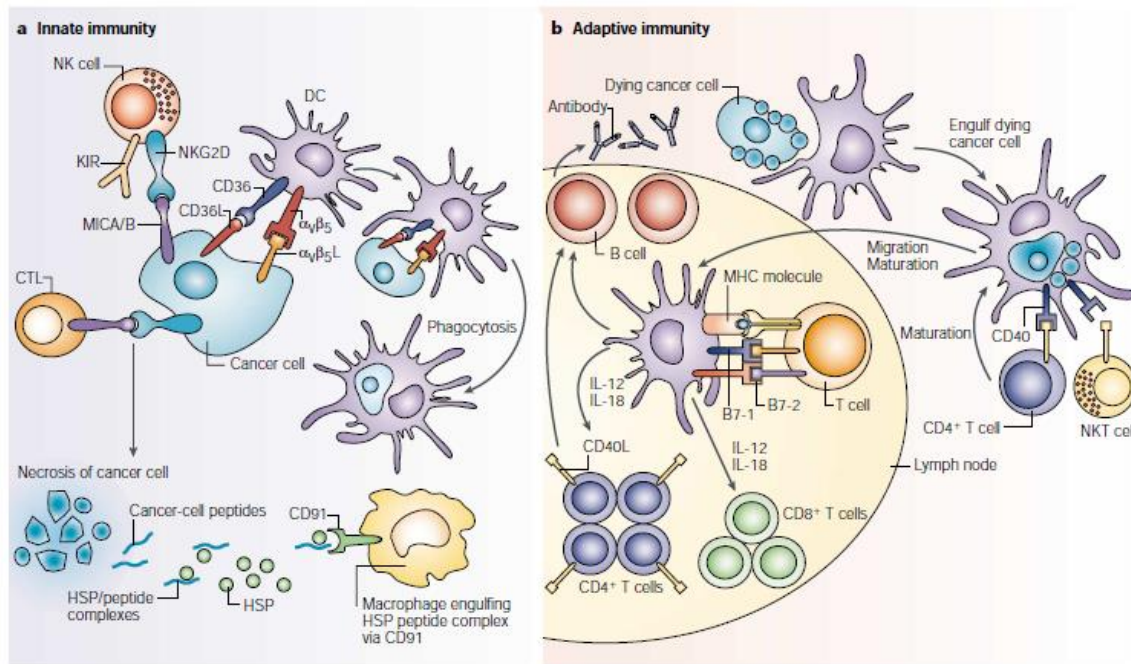 a Innate immunity
NK cell
DC
KIR
NKG2D
CD36
MICA/B
CD36L
αvβ5
αvβ5L
CTL
Cancer cell
Phagocytosis
Necrosis of cancer cell
Cancer-cell peptides
CD91
HSP/peptide
complexes
HSP
Macrophage engulfing
HSP peptide complex
via CD91
b Adaptive immunity
Dying cancer cell
Antibody
Engulf dying
cancer cell
B cell
Migration
Maturation
MHC molecule
Maturation
CD40
IL-12
IL-18
B7-1
B7-2
T cell
CD4+ T cell
NKT cel
CD40L
IL-12
IL-18
Lymph node
CD8+ T cells
CD4+ T cells